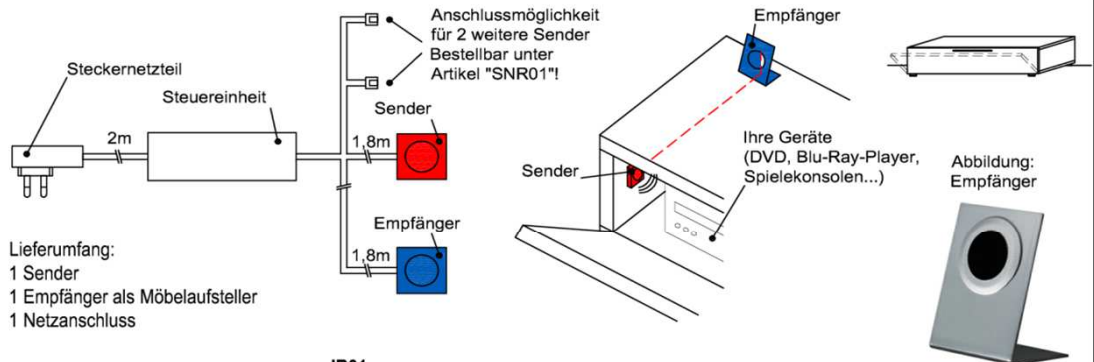 Anschlussmöglichkeit
für 2 weitere Sender
Bestellbar unter
Artikel "SNR01"!
Steckernetzteil
Steuereinheit
2m
Sender
1,8m
Empfänger
1,8m
Lieferumfang:
1 Sender
1 Empfänger als Möbelaufsteller
1 Netzanschluss
Empfänger
Sender
Ihre Geräte
(DVD, Blu-Ray-Player,
Spielekonsolen...)
Abbildung:
Empfänger